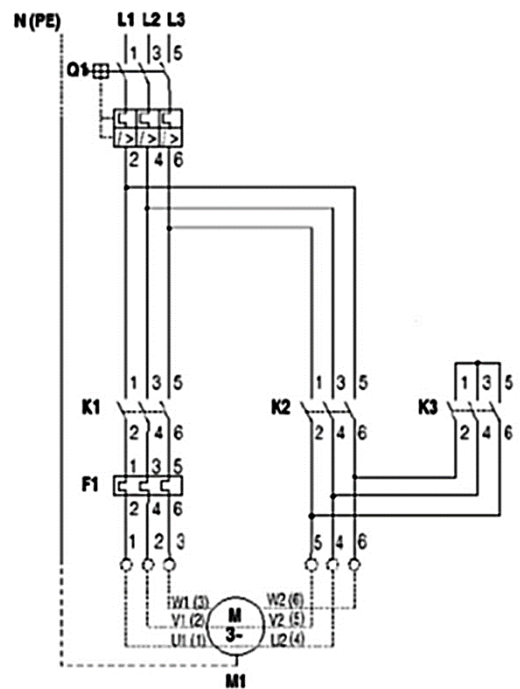 N (PE) L1 L2 L3
1 3 5
Q1
> > >
2 4 6
1 3 5 1 3 5 1 3 5
K1 K2 K3
2 4 6 2 4 6 2 4 6
1 3 5
F1
2 4 6
1 2 3 5 4 6
W1 (3) W2 (6)
V1 (2) M V2 (5)
U1 (1) 3~ U2 (4)
M1